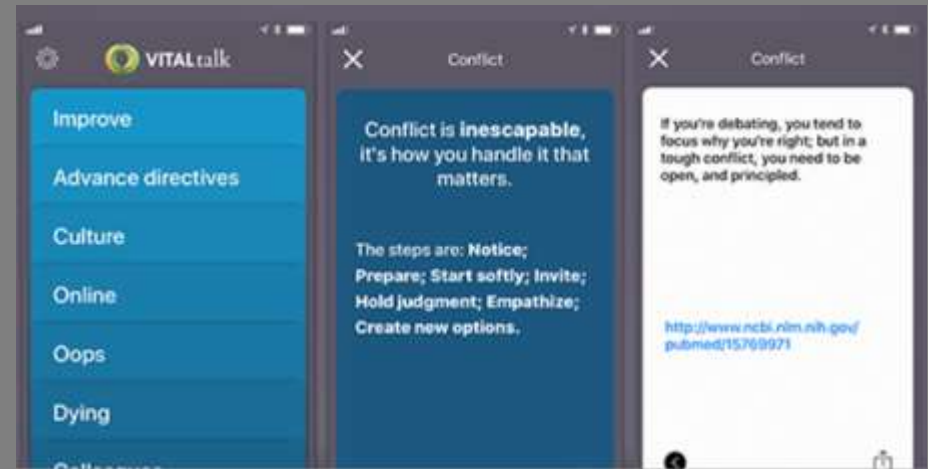 VITALtalk
Improve
Advance directives
Culture
Online
Oops
Dying
Colleagues
Conflict
Conflict is inescapable,
it's how you handle it that
matters.
The steps are: Notice;
Prepare; Start softly; Invite;
Hold judgment; Empathize;
Create new options.
Conflict
If you're debating, you tend to
focus why you're right; but in a
tough conflict, you need to be
open, and principled.
http://www.ncbi.nlm.nih.gov/
pubmed/15769971